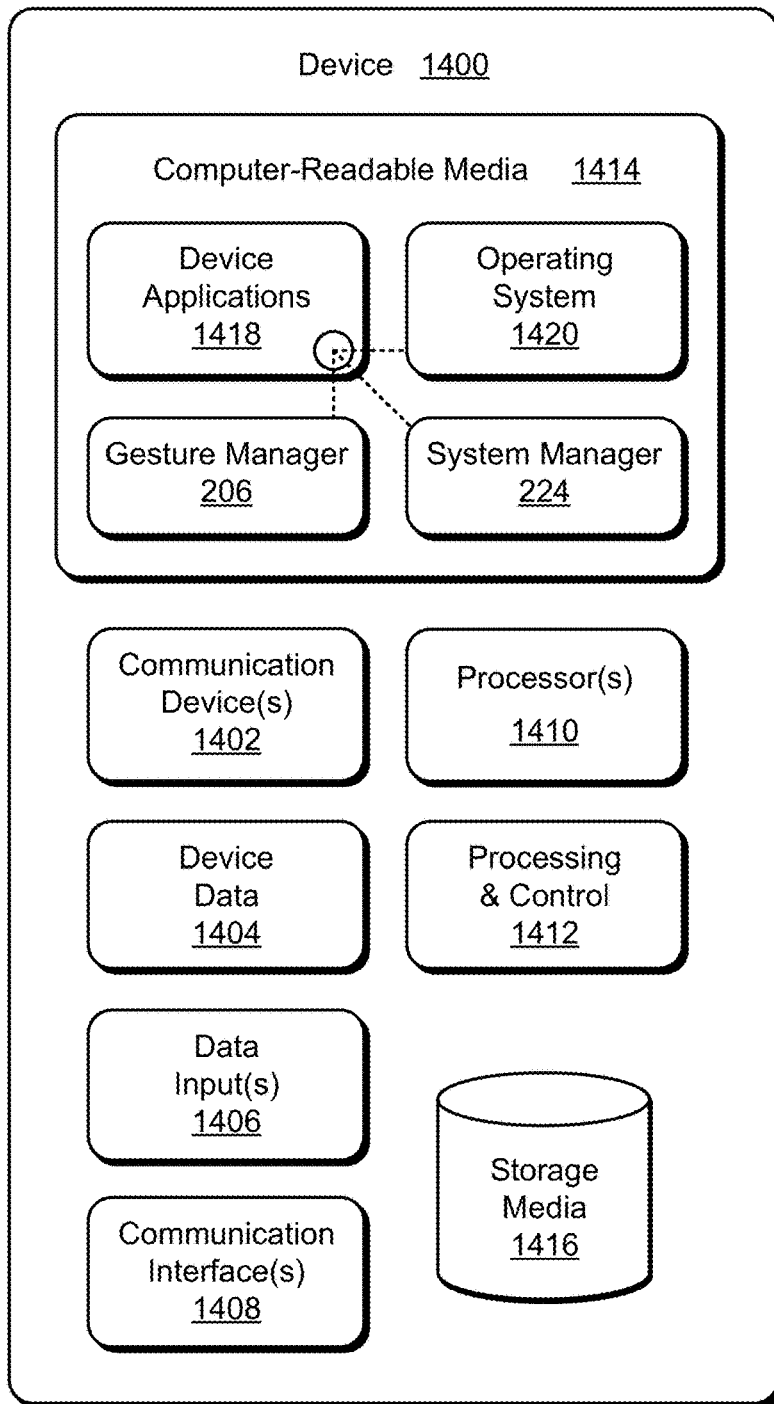 Device 1400
Computer-Readable Media 1414
Device
Applications
1418
Operating
System
1420
Gesture Manager
206
System Manager
224
Communication
Device(s)
1402
Processor(s)
1410
Device
Data
1404
Processing
& Control
1412
Data
Input(s)
1406
Storage
Media
1416
Communication
Interface(s)
1408